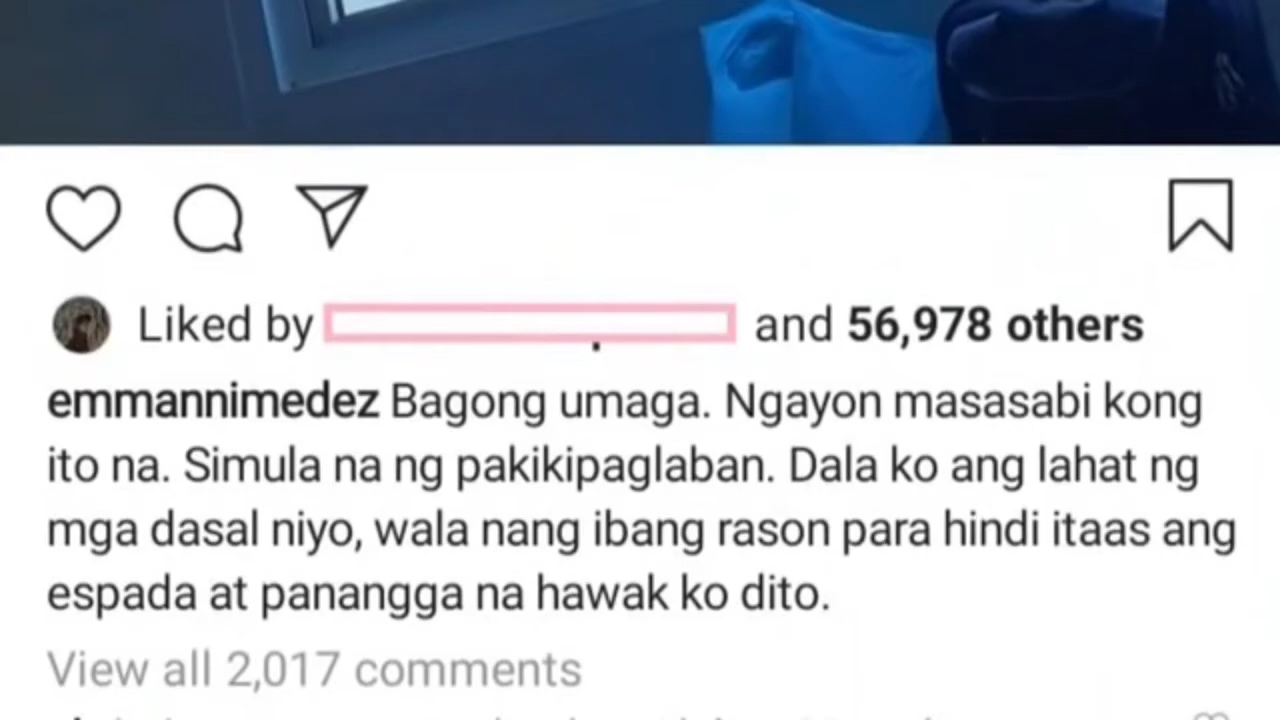 Liked by and 56,978 others
emmannimedez Bagong umaga. Ngayon masasabi kong
ito na. Simula na ng pakikipaglaban. Dala ko ang lahat ng
mga dasal niyo, wala nang ibang rason para hindi itaas ang
espada at panangga na hawak ko dito.
View all 2,017 comments